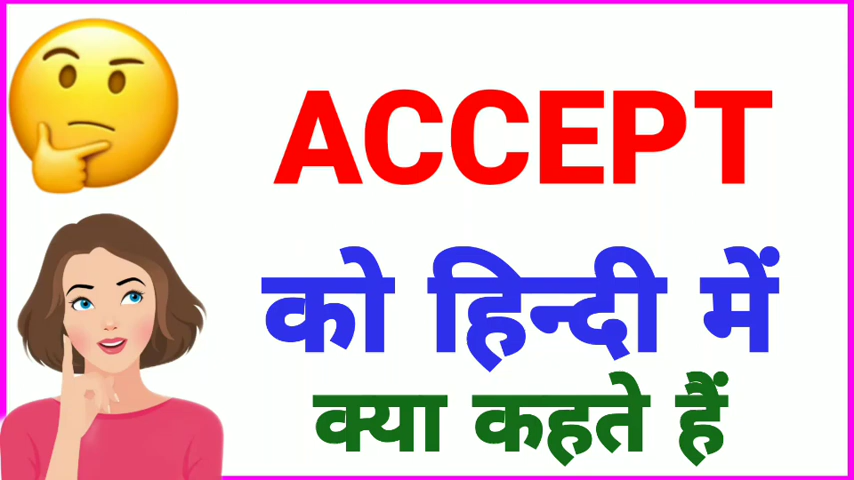 ACCEPT
को हिन्दी में
क्या कहते हैं